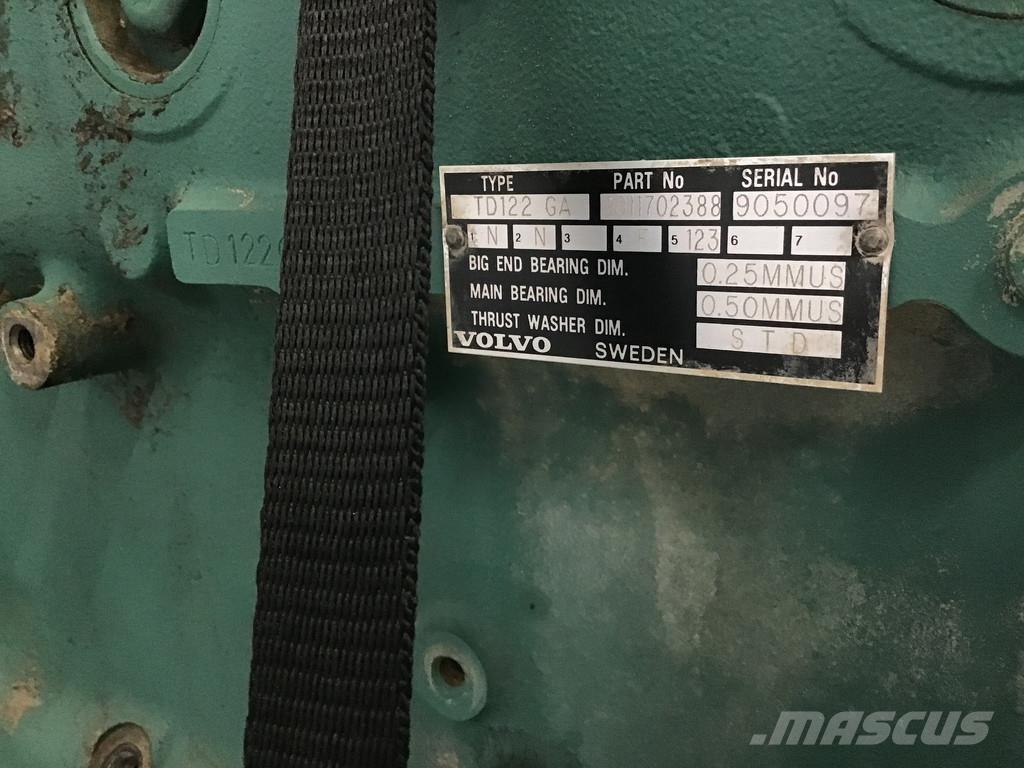 TYPE PART No SERIAL No
TD122 GA 9050097
1 N 2 N 3 4 5 123 6 7
BIG END BEARING DIM. 0.25MMUS
MAIN BEARING DIM. 0.50MMUS
THRUST WASHER DIM. STD
VOLVO SWEDEN
TD122
MASCUS